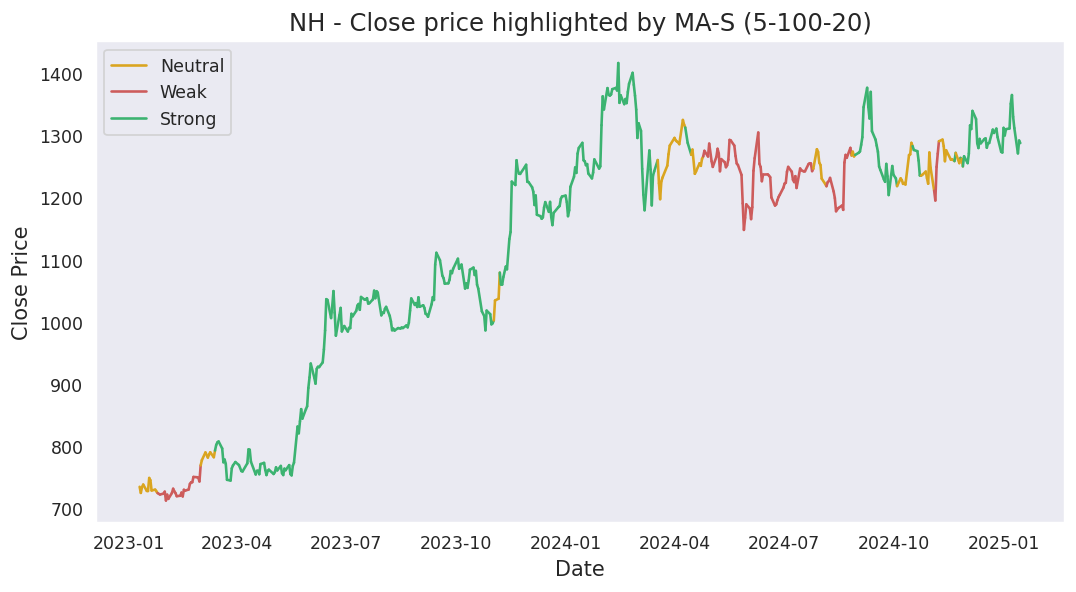 NH - Close price highlighted by MA-S (5-100-20)
Neutral
Weak
Strong
Close Price
1400
1300
1200
1100
1000
900
800
700
2023-01 2023-04 2023-07 2023-10 2024-01 2024-04 2024-07 2024-10 2025-01
Date